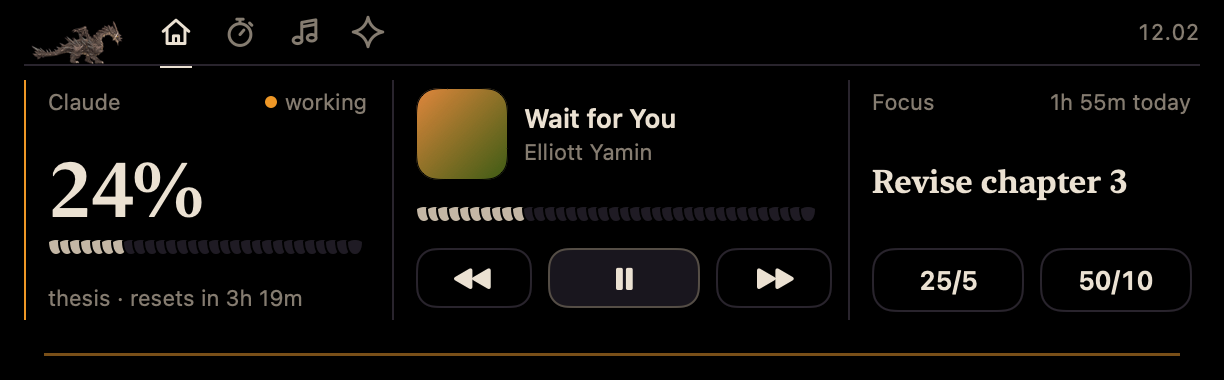 12.02
Claude
working
24%
thesis · resets in 3h 19m
Wait for You
Elliott Yamin
Focus
1h 55m today
Revise chapter 3
25/5
50/10